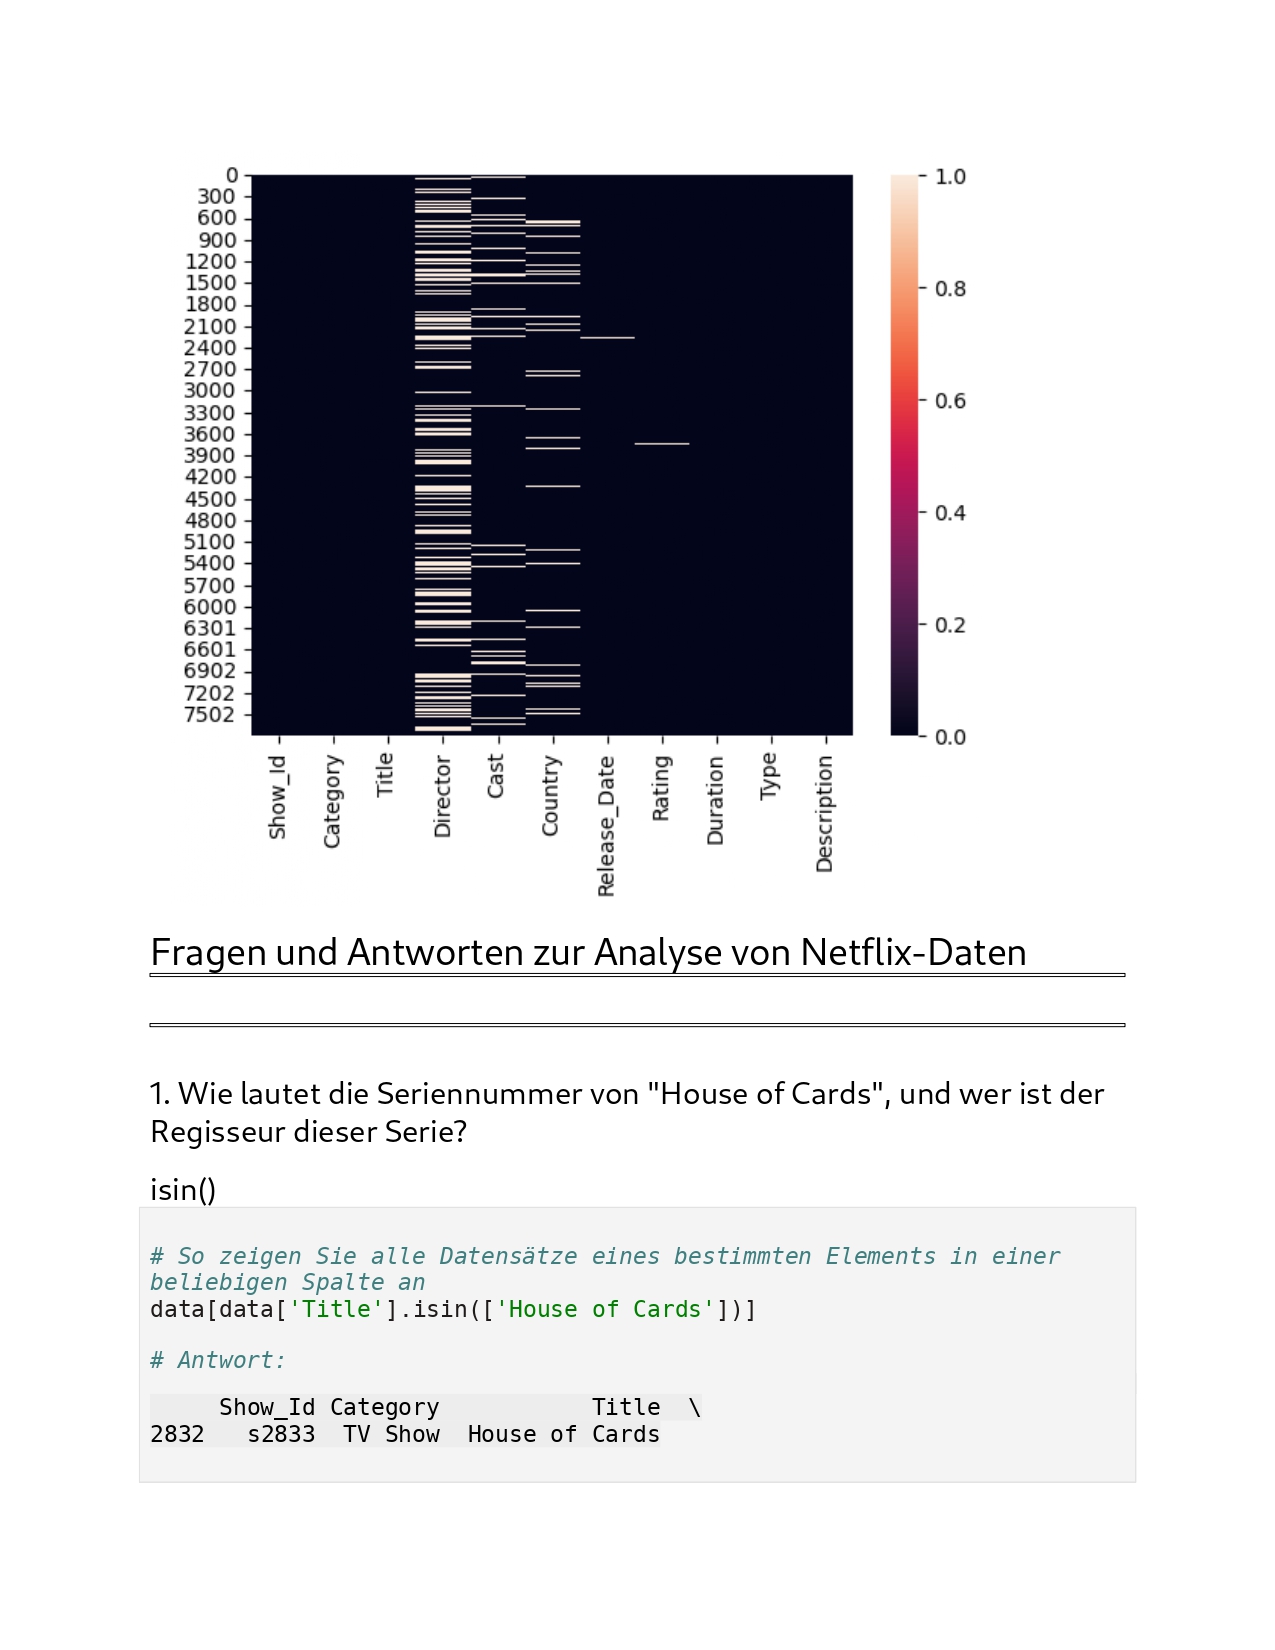 0
300
600
900
1200
1500
1800
2100
2400
2700
3000
3300
3600
3900
4200
4500
4800
5100
5400
5700
6000
6301
6601
6902
7202
7502
1.0
0.8
0.6
0.4
0.2
0.0
Show_Id
Category
Title
Director
Cast
Country
Release_Date
Rating
Duration
Type
Description
Fragen und Antworten zur Analyse von Netflix-Daten
1. Wie lautet die Seriennummer von "House of Cards", und wer ist der
Regisseur dieser Serie?
isin()
# So zeigen Sie alle Datensätze eines bestimmten Elements in einer
beliebigen Spalte an
data[data['Title'].isin(['House of Cards'])]
# Antwort:
Show_Id Category           Title  \
2832   s2833  TV Show  House of Cards